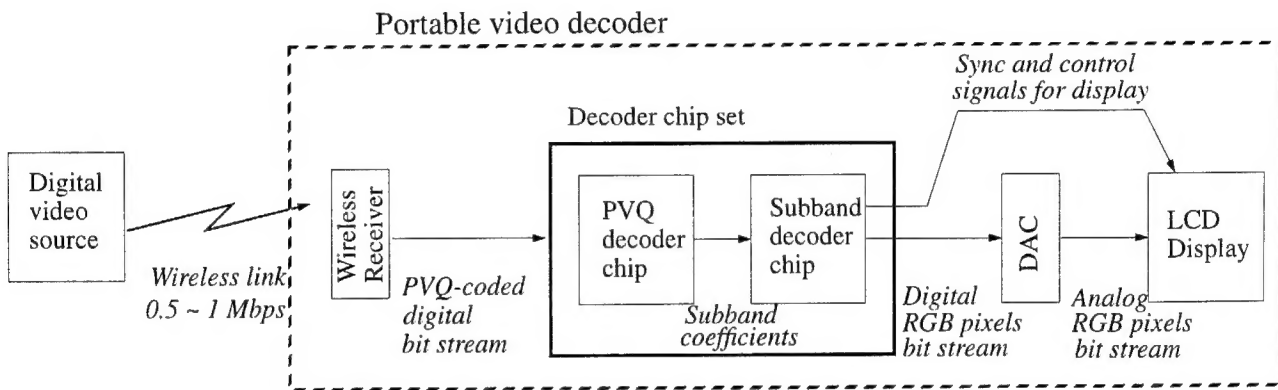 Portable video decoder
Sync and control
signals for display
Decoder chip set
Digital
video
source
Wireless link
0.5 ~ 1 Mbps
Wireless
Receiver
PVQ-coded
digital
bit stream
PVQ
decoder
chip
Subband
coefficients
Subband
decoder
chip
Digital
RGB pixels
bit stream
DAC
Analog
RGB pixels
bit stream
LCD
Display